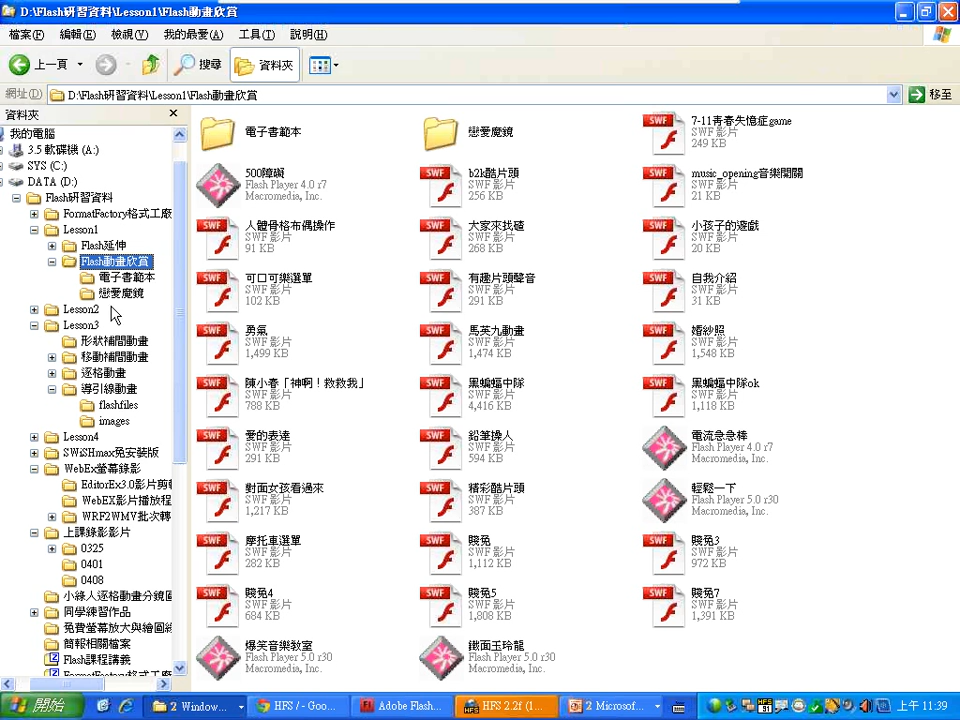 D:\Flash研習資料\Lesson1\Flash動畫欣賞
檔案(F) 編輯(E) 檢視(V) 我的最愛(A) 工具(T) 說明(H)
上一頁 搜尋 資料夾
網址(D) D:\Flash研習資料\Lesson1\Flash動畫欣賞 移至
資料夾
我的電腦
3.5 軟碟機 (A:)
SYS (C:)
DATA (D:)
Flash研習資料
FormatFactory格式工廠
Lesson1
Flash延伸
Flash動畫欣賞
電子書範本
戀愛魔鏡
Lesson2
Lesson3
形狀補間動畫
移動補間動畫
逐格動畫
導引線動畫
flashfiles
images
Lesson4
SWiSHmax免安裝版
WebEx螢幕錄影
EditorEx3.0影片剪
WebEX影片播放程
WRF2WMV批次轉
上課錄影影片
0325
0401
0408
小綠人逐格動畫分鏡
同學練習作品
免費螢幕放大與繪圖
簡報相關檔案
Flash課程講義
FormatFactory格式工廠
電子書範本
戀愛魔鏡
7-11青春失憶症game
SWF 影片
249 KB
500障礙
Flash Player 4.0 r7
Macromedia, Inc.
b2k酷片頭
SWF 影片
256 KB
music_opening音樂開關
SWF 影片
21 KB
人體骨格布偶操作
SWF 影片
91 KB
大家來找碴
SWF 影片
268 KB
小孩子的遊戲
SWF 影片
20 KB
可口可樂選單
SWF 影片
102 KB
有趣片頭聲音
SWF 影片
291 KB
自我介紹
SWF 影片
31 KB
勇氣
SWF 影片
1,499 KB
馬英九動畫
SWF 影片
1,474 KB
婚紗照
SWF 影片
1,548 KB
陳小春「神啊！救救我」
SWF 影片
788 KB
黑蝙蝠中隊
SWF 影片
4,416 KB
黑蝙蝠中隊ok
SWF 影片
1,118 KB
愛的表達
SWF 影片
291 KB
鉛筆操人
SWF 影片
594 KB
電流急急棒
Flash Player 4.0 r7
Macromedia, Inc.
對面女孩看過來
SWF 影片
1,217 KB
精彩酷片頭
SWF 影片
387 KB
輕鬆一下
Flash Player 5.0 r30
Macromedia, Inc.
摩托車選單
SWF 影片
282 KB
賤兔
SWF 影片
1,112 KB
賤兔3
SWF 影片
972 KB
賤兔4
SWF 影片
684 KB
賤兔5
SWF 影片
1,808 KB
賤兔7
SWF 影片
1,391 KB
爆笑音樂教室
Flash Player 5.0 r30
Macromedia, Inc.
鐵面玉玲龍
Flash Player 5.0 r30
Macromedia, Inc.
開始 2 Window... HFS / - Goo... Adobe Flash... HFS 2.2f (1... 2 Microsof... 上午 11:39